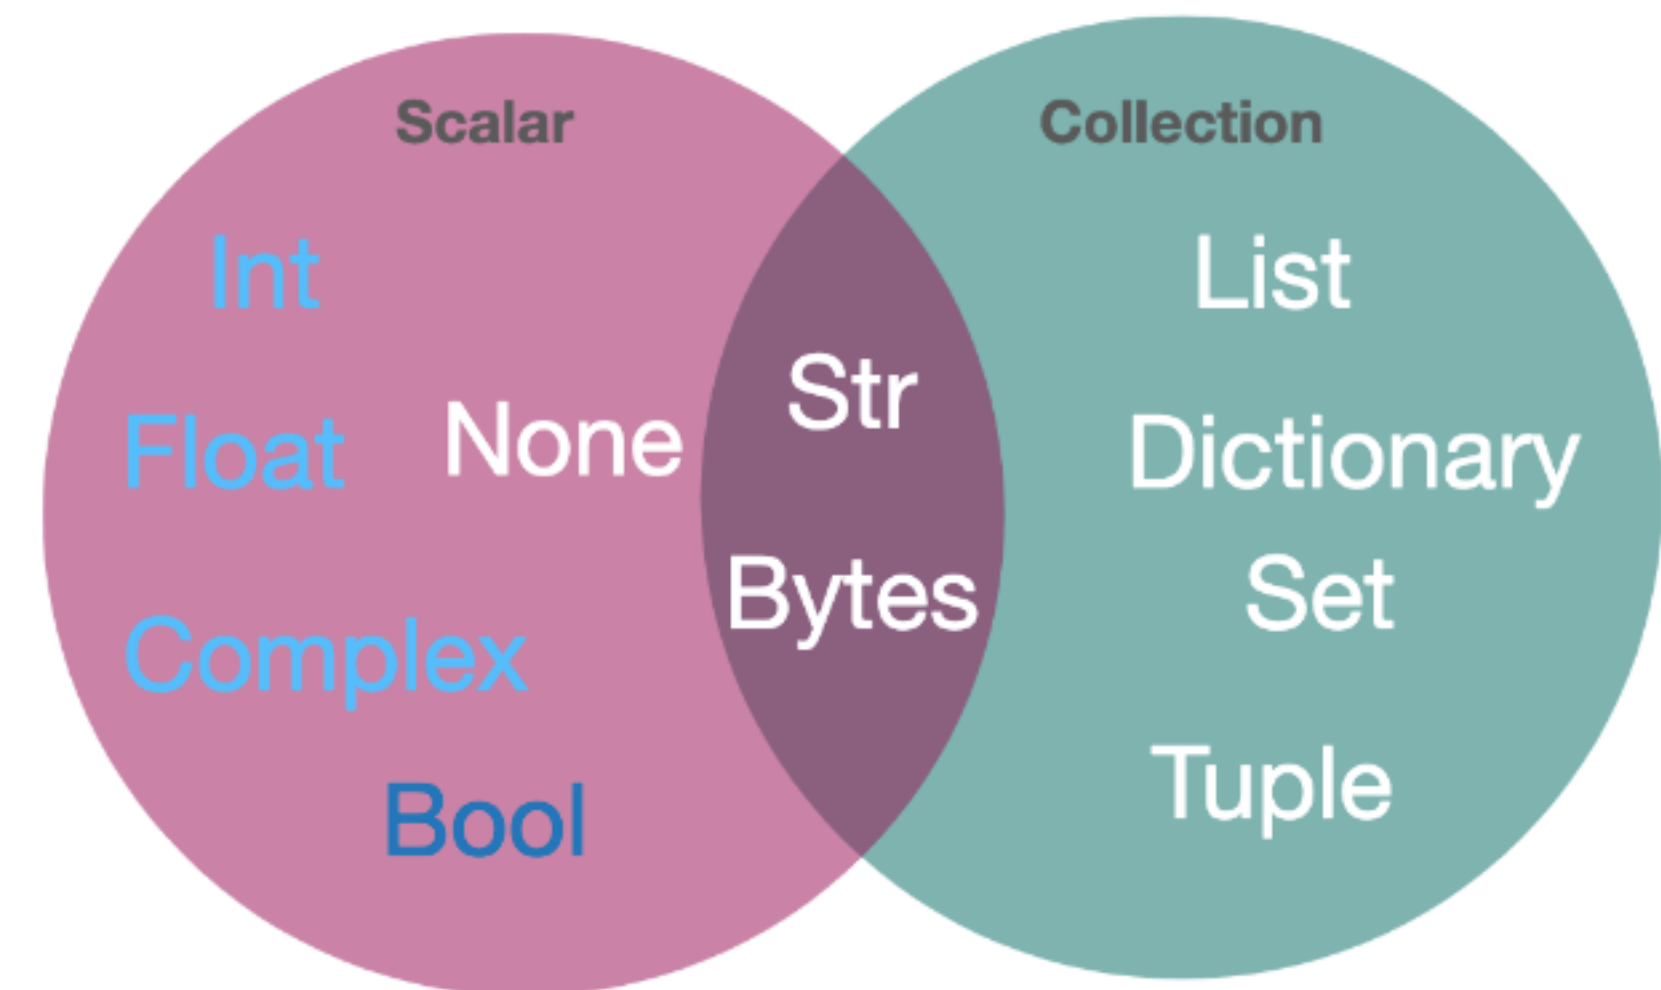 Scalar
Collection
Int
List
Str
Float
None
Dictionary
Bytes
Set
Complex
Tuple
Bool